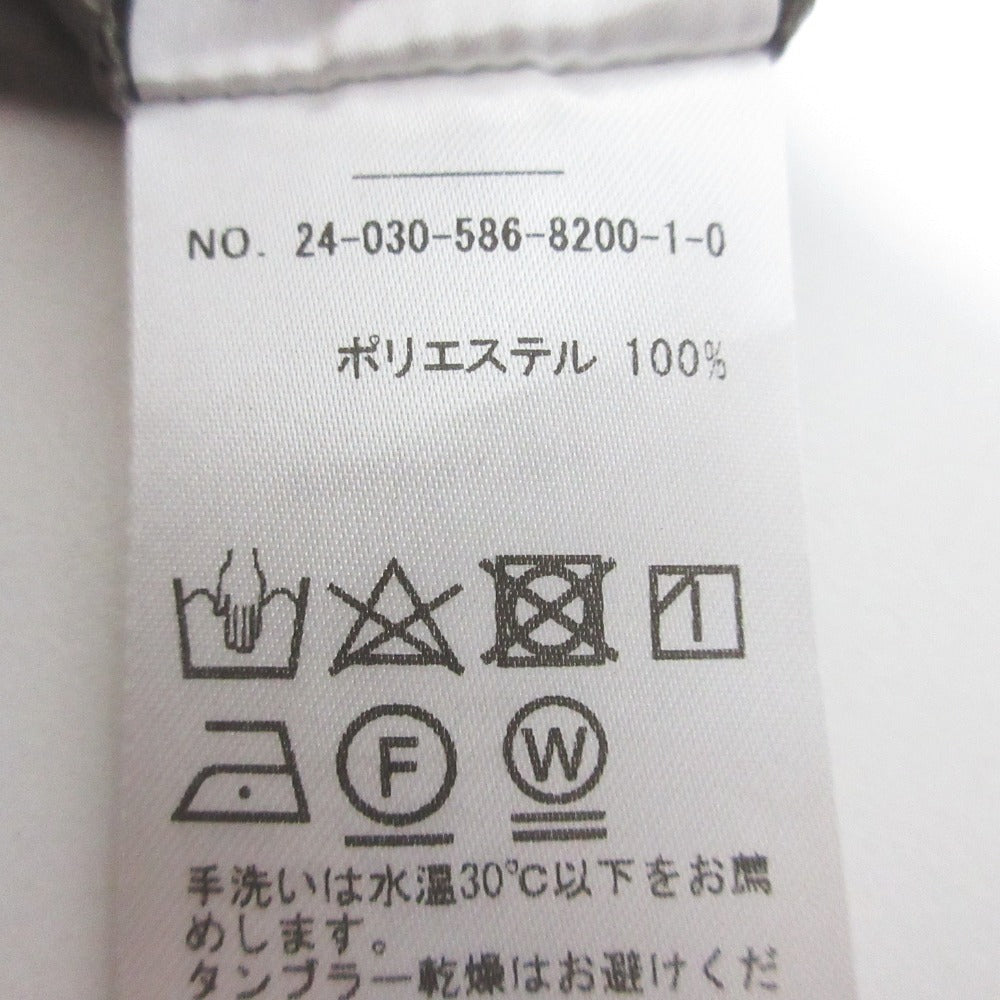 NO. 24-030-586-8200-1-0
ポリエステル 100%
F
W
手洗いは水温30℃以下をお薦
めします。
タンブラー乾燥はお避けくだ